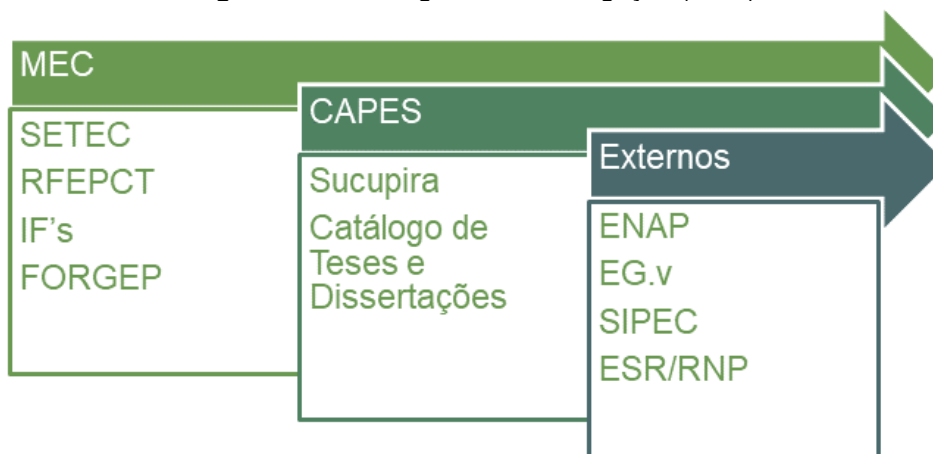 MEC
SETEC
RFEPCT
IF's
FORGEP
CAPES
Sucupira
Catálogo de
Teses e
Dissertações
Externos
ENAP
EG.v
SIPEC
ESR/RNP